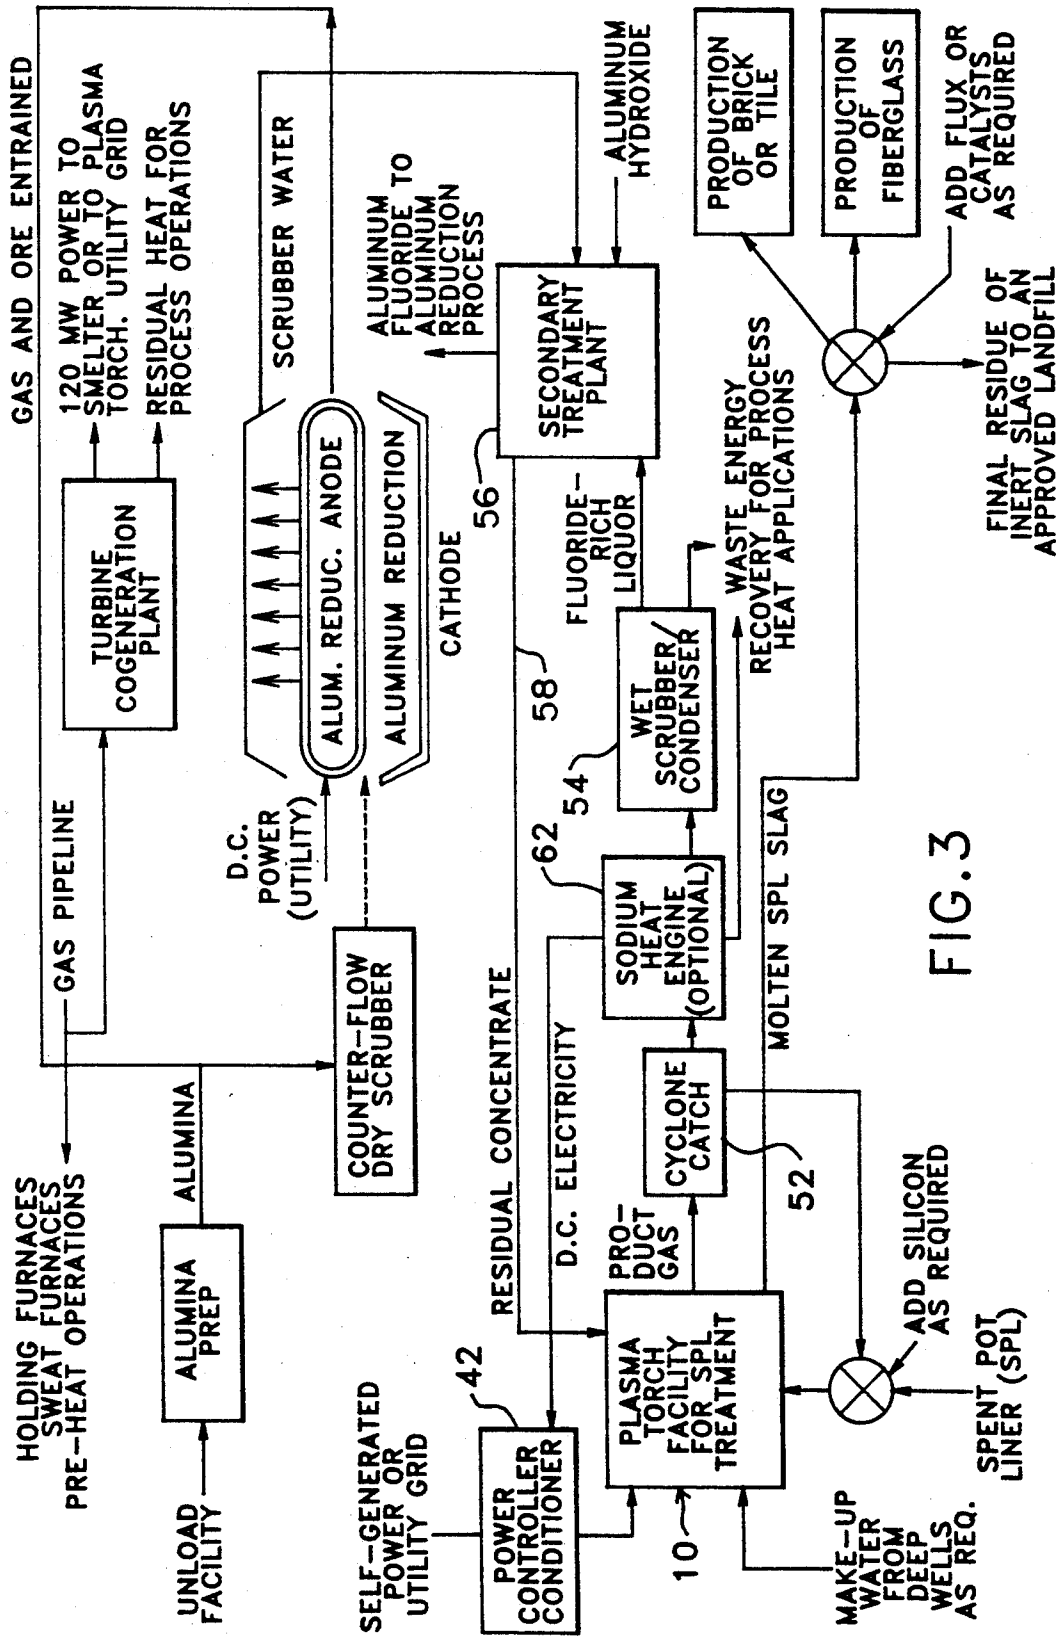 HOLDING FURNACES
SWEAT FURNACES
PRE-HEAT OPERATIONS
GAS PIPELINE
GAS AND ORE ENTRAINED
UNLOAD
FACILITY
ALUMINA
PREP
ALUMINA
TURBINE
COGENERATION
PLANT
120 MW POWER TO
SMELTER OR TO PLASMA
TORCH. UTILITY GRID
RESIDUAL HEAT FOR
PROCESS OPERATIONS
COUNTER-FLOW
DRY SCRUBBER
D.C.
POWER
(UTILITY)
ALUM. REDUC. ANODE
ALUMINUM REDUCTION
CATHODE
SCRUBBER WATER
SELF-GENERATED
POWER OR
UTILITY GRID
42
POWER
CONTROLLER
CONDITIONER
RESIDUAL CONCENTRATE
58
D.C. ELECTRICITY
ALUMINUM
FLUORIDE TO
ALUMINUM
REDUCTION
PROCESS
56
SECONDARY
TREATMENT
PLANT
ALUMINUM
HYDROXIDE
10
PLASMA
TORCH
FACILITY
FOR SPL
TREATMENT
PRO-
DUCT
GAS
CYCLONE
CATCH
52
62
SODIUM
HEAT
ENGINE
(OPTIONAL)
54
WET
SCRUBBER/
CONDENSER
FLUORIDE-
RICH
LIQUOR
WASTE ENERGY
RECOVERY FOR PROCESS
HEAT APPLICATIONS
MOLTEN SPL SLAG
PRODUCTION
OF BRICK
OR TILE
PRODUCTION
OF
FIBERGLASS
MAKE-UP
WATER
FROM
DEEP
WELLS
AS REQ.
SPENT POT
LINER (SPL)
ADD SILICON
AS REQUIRED
FINAL RESIDUE OF
INERT SLAG TO AN
APPROVED LANDFILL
ADD FLUX OR
CATALYSTS
AS REQUIRED
FIG.3